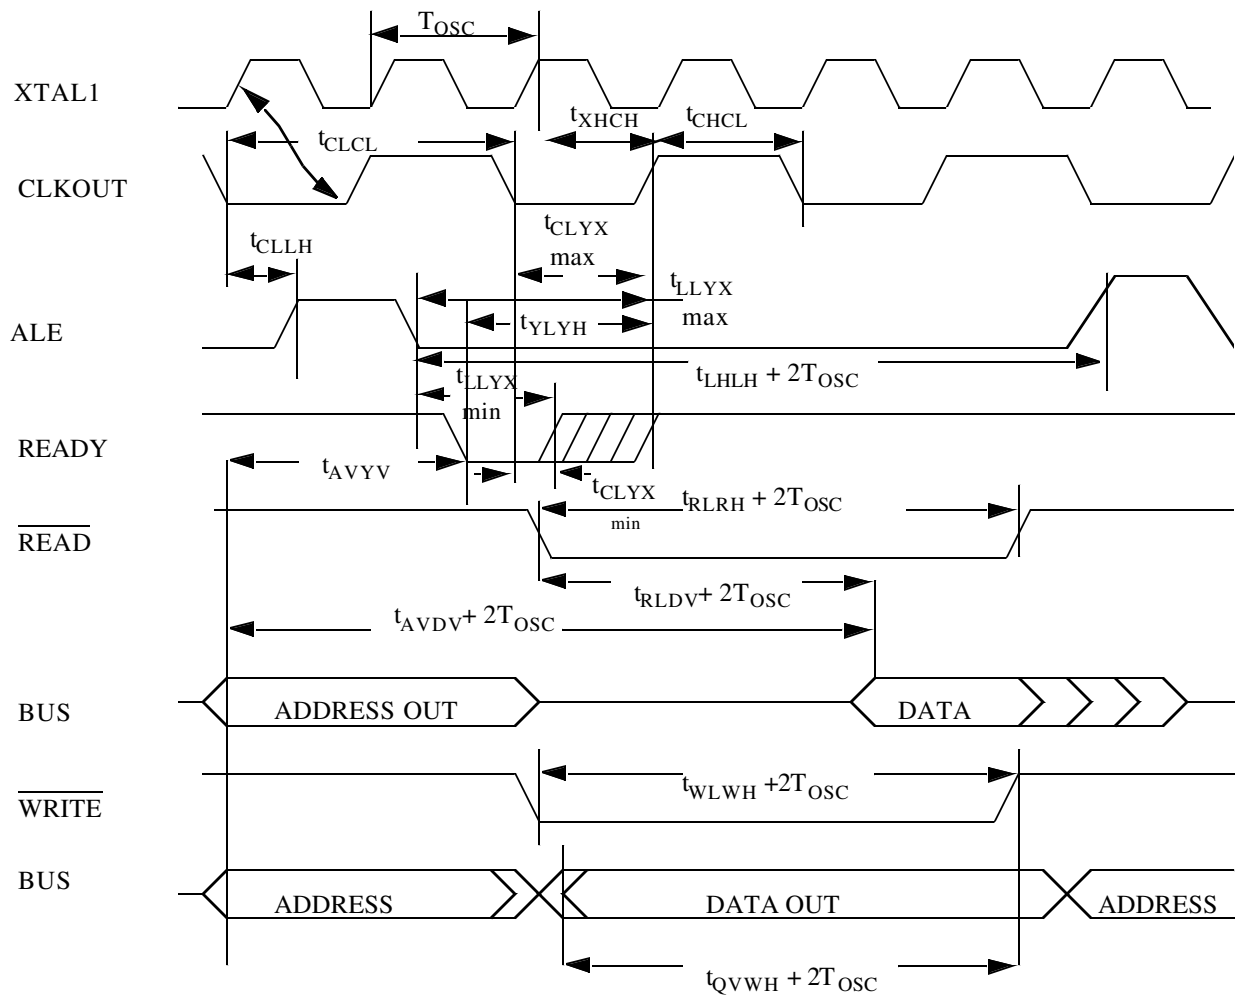 TOSC
XTAL1
tXHCH
tCHCL
tCLCL
CLKOUT
tCLYX
max
tCLLH
tLLYX
max
tYLYH
ALE
tLHLH + 2TOSC
tLLYX
min
READY
tAVYV
tCLYX
min
tRLRH + 2TOSC
READ
tRLDV+ 2TOSC
tAVDV+ 2TOSC
BUS
ADDRESS OUT
DATA
tWLWH +2TOSC
WRITE
BUS
ADDRESS
DATA OUT
ADDRESS
tQVWH + 2TOSC